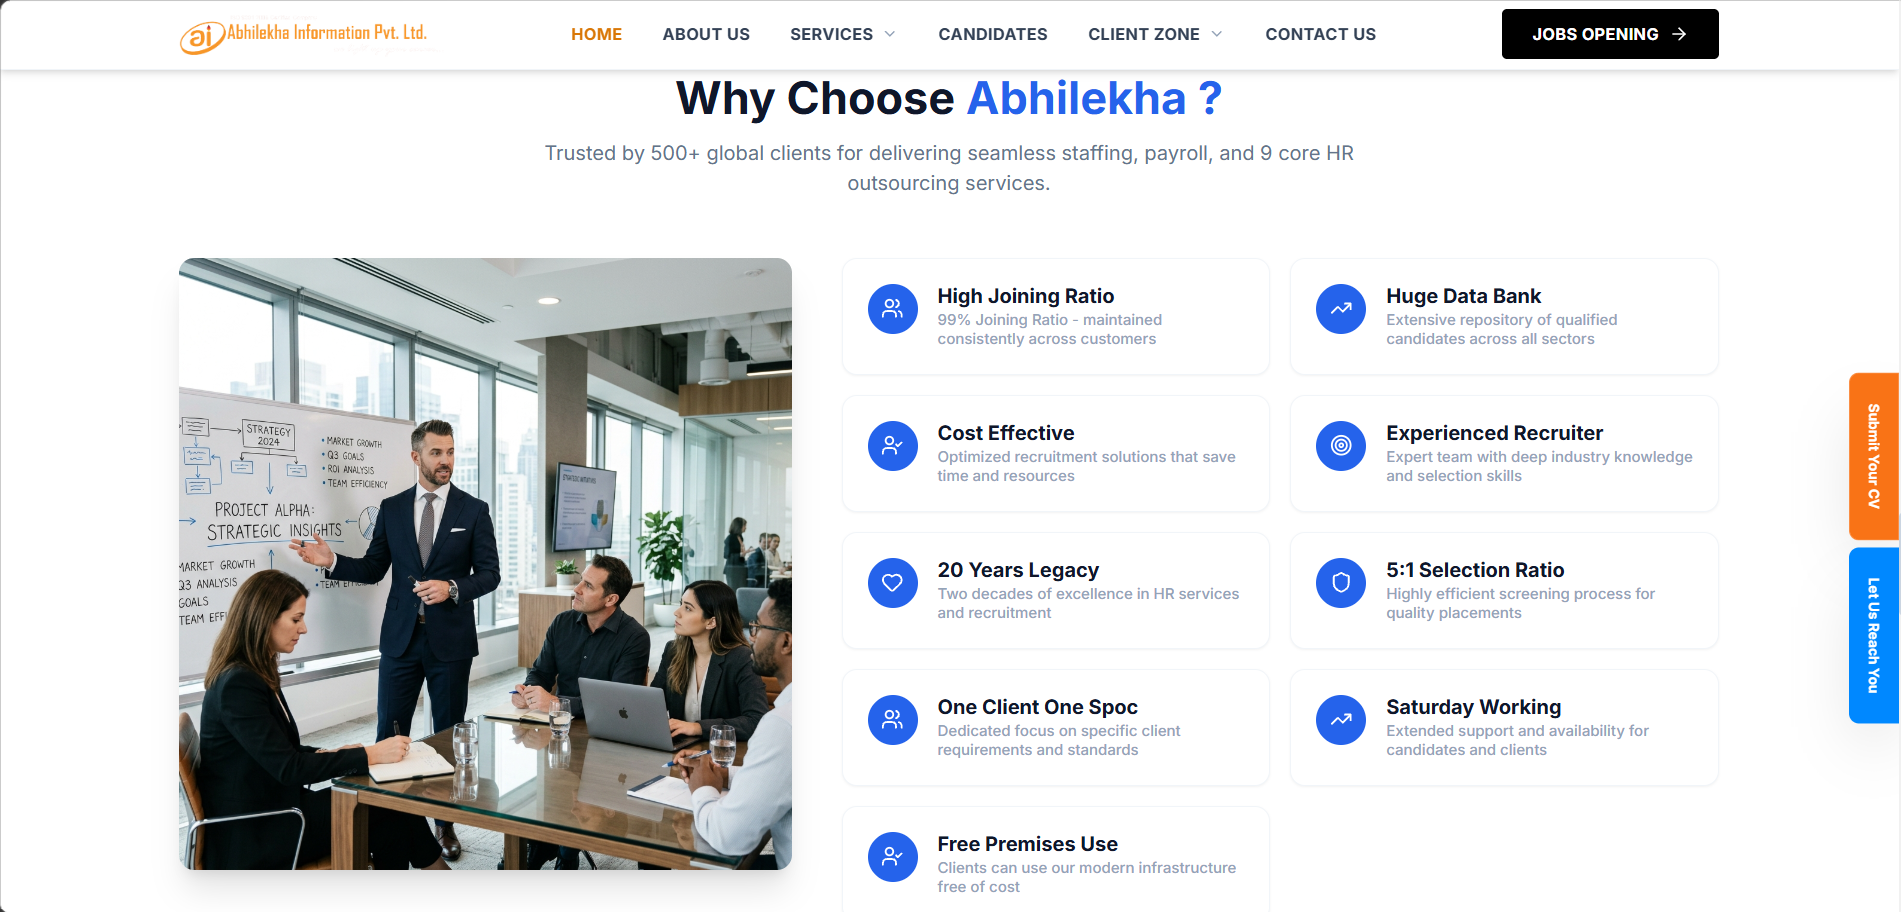 ai Abhilekha Information Pvt. Ltd.
HOME
ABOUT US
SERVICES
CANDIDATES
CLIENT ZONE
CONTACT US
JOBS OPENING
Why Choose Abhilekha ?
Trusted by 500+ global clients for delivering seamless staffing, payroll, and 9 core HR
outsourcing services.
STRATEGY
2024
• MARKET GROWTH
• Q3 GOALS
• ROI ANALYSIS
• TEAM EFFICIENCY
PROJECT ALPHA:
STRATEGIC INSIGHTS
MARKET GROWTH
Q3 ANALYSIS
GOALS
High Joining Ratio
99% Joining Ratio - maintained
consistently across customers
Huge Data Bank
Extensive repository of qualified
candidates across all sectors
Cost Effective
Optimized recruitment solutions that save
time and resources
Experienced Recruiter
Expert team with deep industry knowledge
and selection skills
20 Years Legacy
Two decades of excellence in HR services
and recruitment
5:1 Selection Ratio
Highly efficient screening process for
quality placements
One Client One Spoc
Dedicated focus on specific client
requirements and standards
Saturday Working
Extended support and availability for
candidates and clients
Free Premises Use
Clients can use our modern infrastructure
free of cost
Submit Your CV
Let Us Reach You